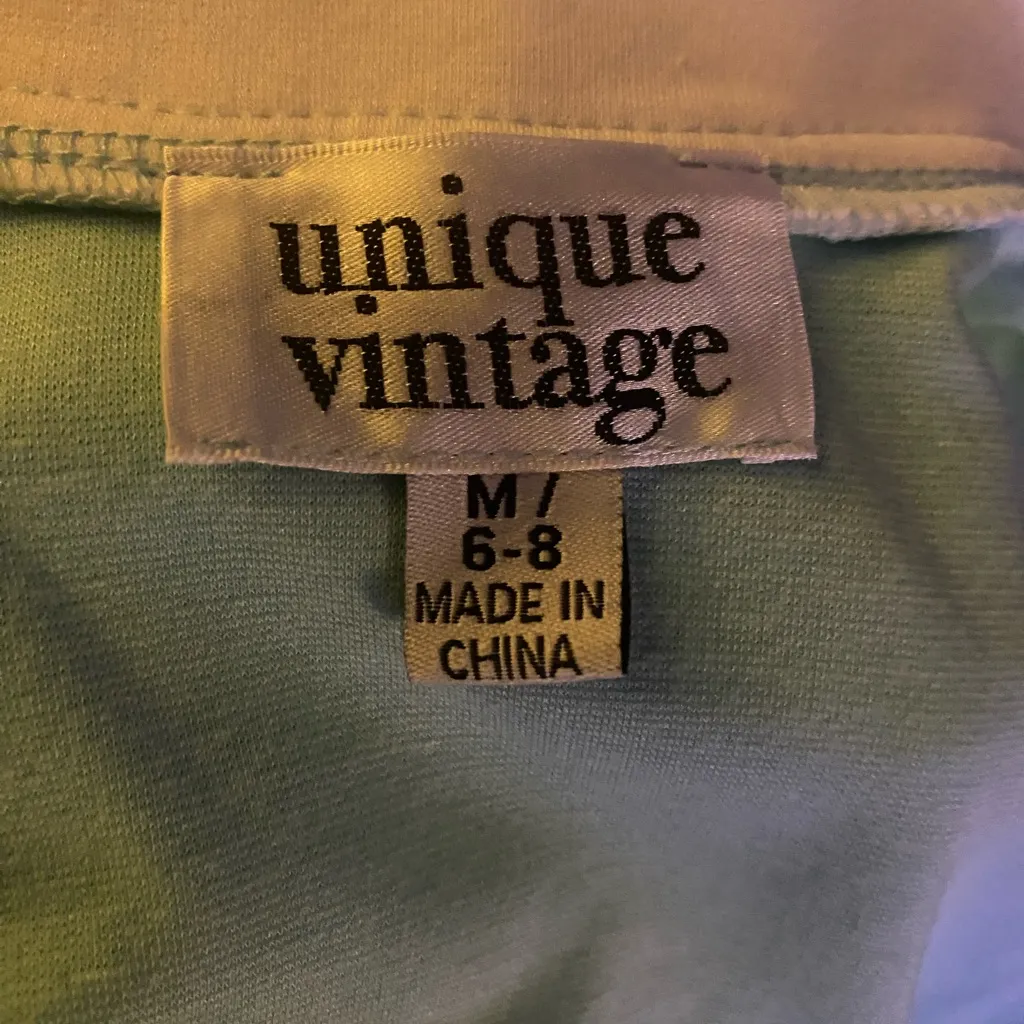 unique
vintage
M /
6-8
MADE IN
CHINA